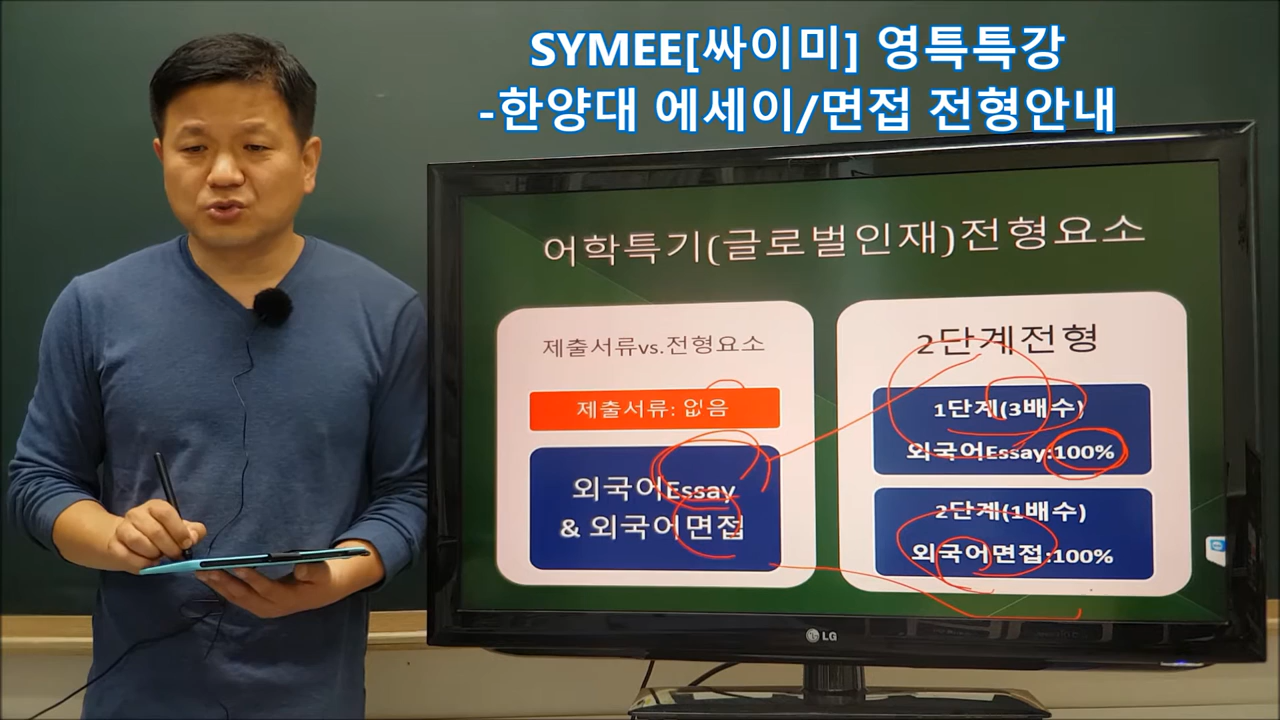 SYMEE[싸이미] 영특특강
-한양대 에세이/면접 전형안내
어학특기(글로벌인재)전형요소
제출서류vs.전형요소
제출서류: 없음
외국어Essay
& 외국어면접
2단계전형
1단계(3배수)
외국어Essay:100%
2단계(1배수)
외국어면접:100%
LG